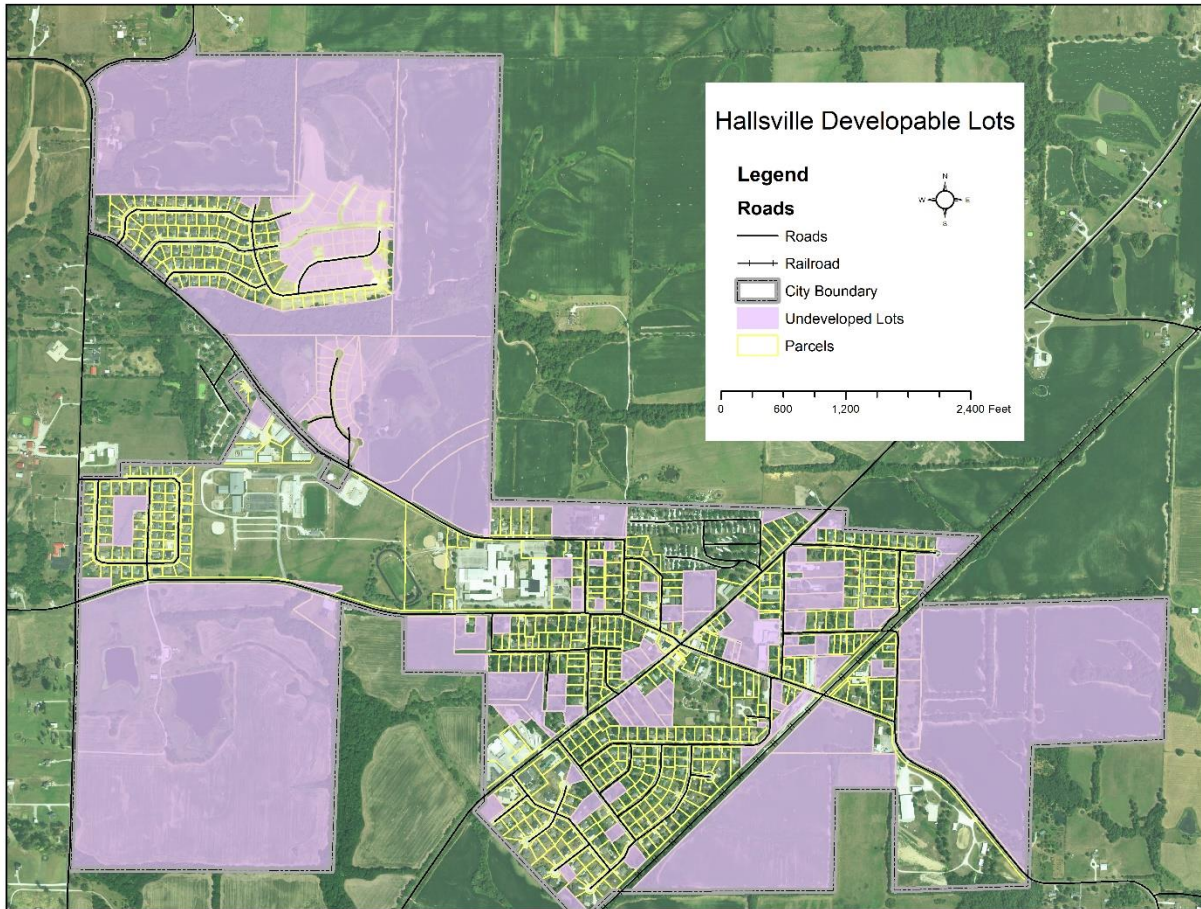 Hallsville Developable Lots
Legend
N
W E
S
Roads
Roads
Railroad
City Boundary
Undeveloped Lots
Parcels
0 600 1,200 2,400 Feet